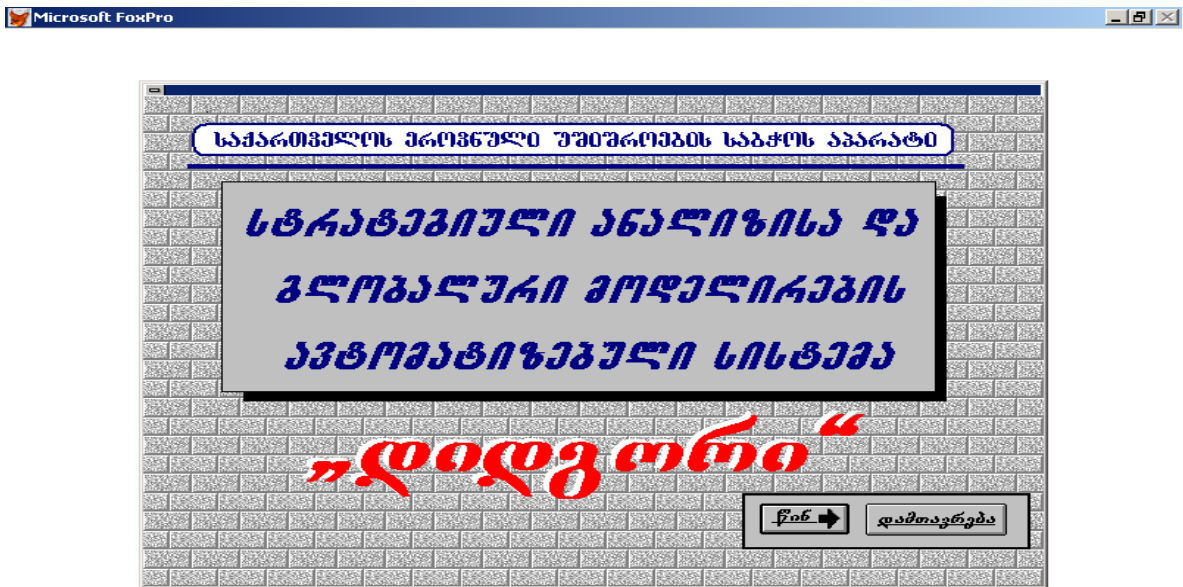 Microsoft FoxPro
საქართველოს ეროვნული უშიშროების საბჭოს აპარატი
სტრატეგიული ანალიზისა და
გლობალური მოდელირების
ავტომატიზებული სისტემა
„დიდგორი“
წინ დამთავრება